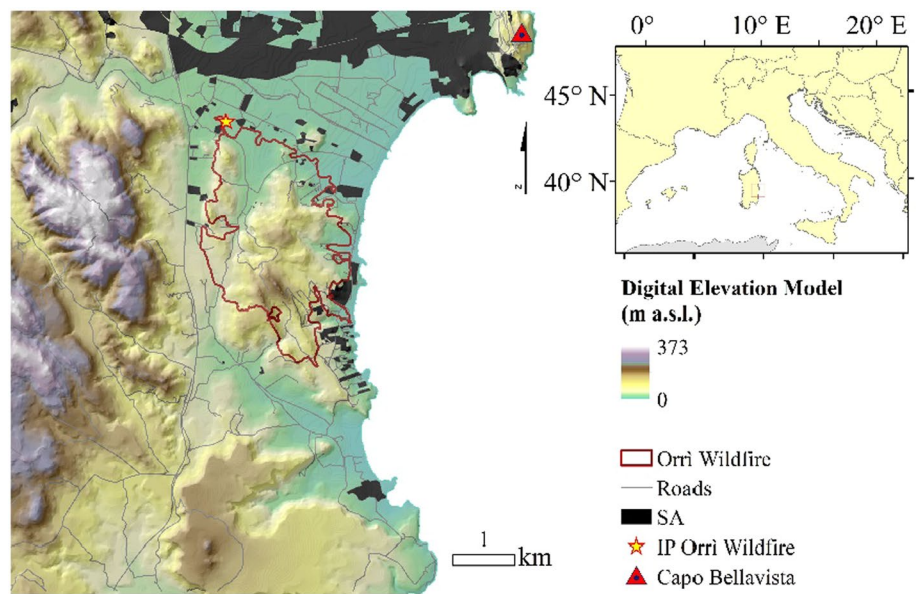 0° 10° E 20° E
45° N
40° N
z
Digital Elevation Model
(m a.s.l.)
373
0
Orrì Wildfire
Roads
SA
IP Orrì Wildfire
Capo Bellavista
1
km